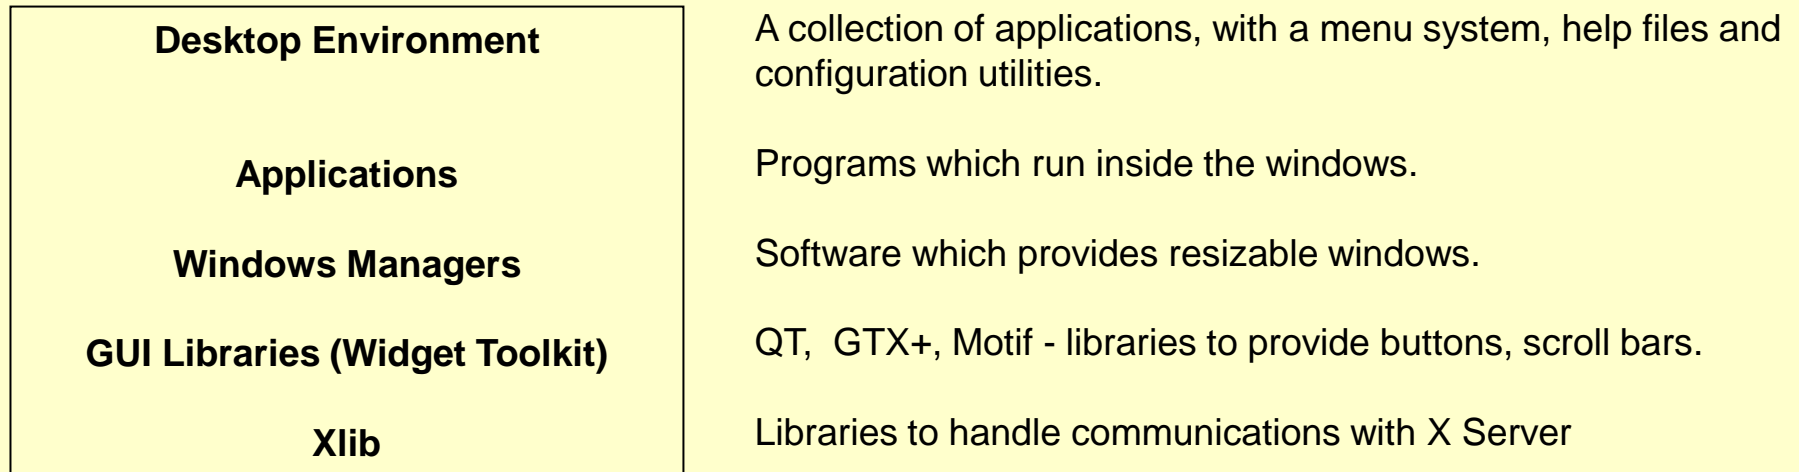 Desktop Environment
A collection of applications, with a menu system, help files and
configuration utilities.
Applications
Programs which run inside the windows.
Windows Managers
Software which provides resizable windows.
GUI Libraries (Widget Toolkit)
QT, GTX+, Motif - libraries to provide buttons, scroll bars.
Xlib
Libraries to handle communications with X Server